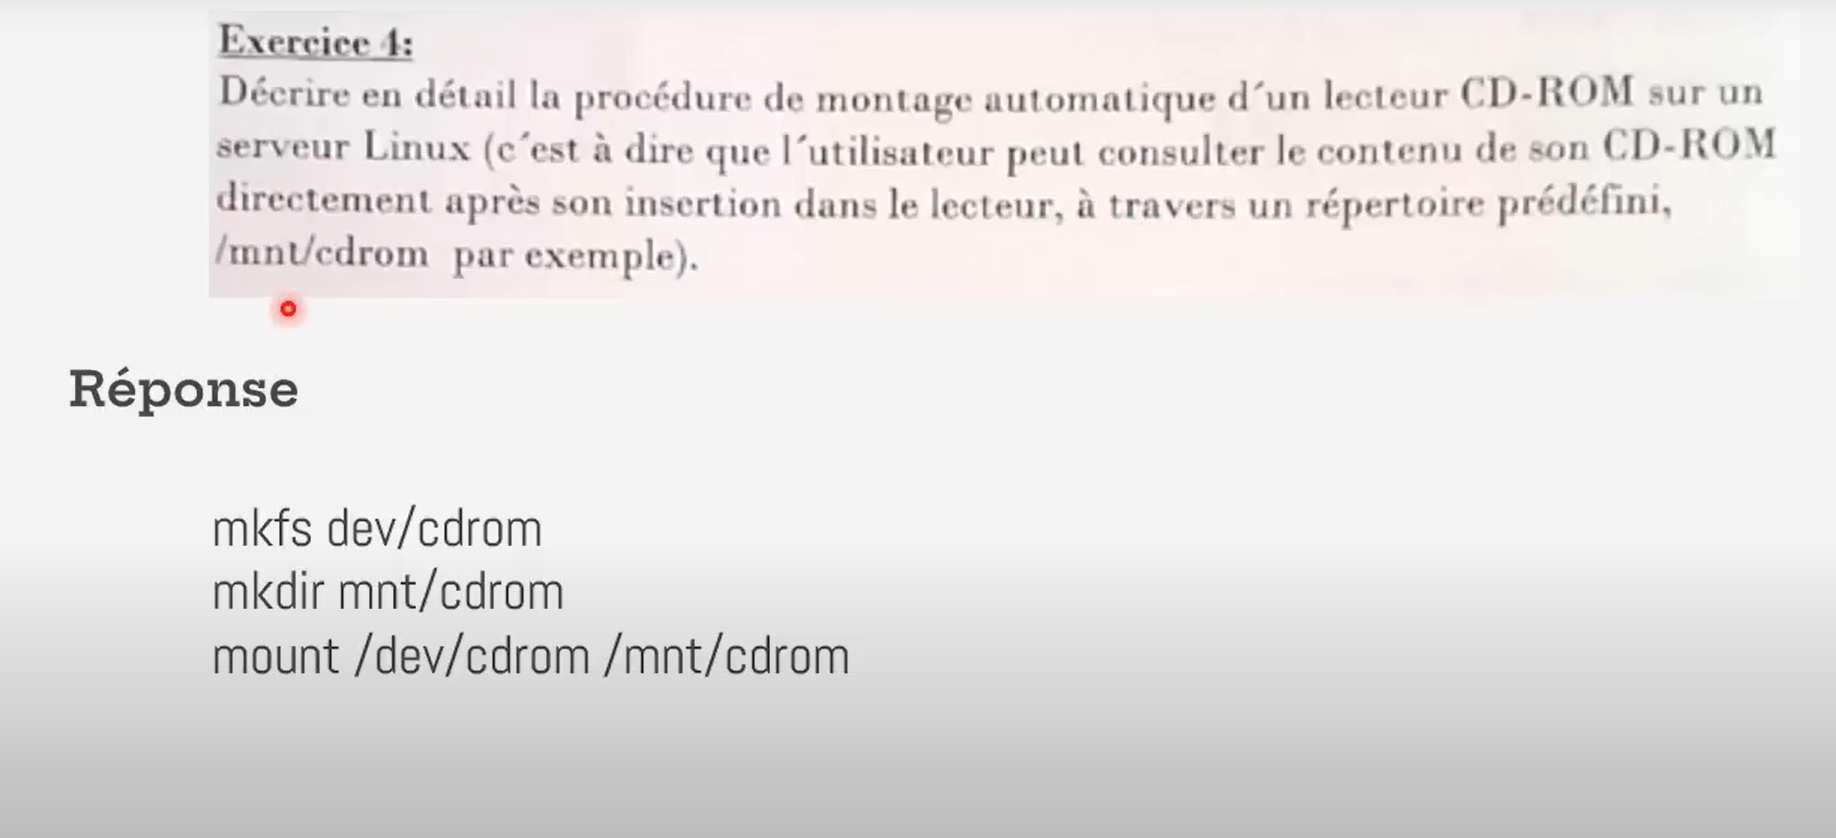 Exercice 4:
Décrire en détail la procédure de montage automatique d´un lecteur CD-ROM sur un
serveur Linux (c´est à dire que l´utilisateur peut consulter le contenu de son CD-ROM
directement après son insertion dans le lecteur, à travers un répertoire prédéfini,
/mnt/cdrom par exemple).
Réponse
mkfs dev/cdrom
mkdir mnt/cdrom
mount /dev/cdrom /mnt/cdrom